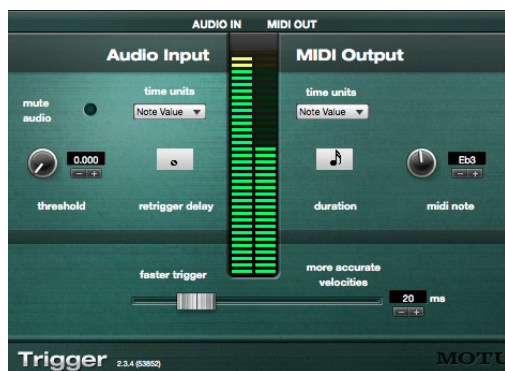 AUDIO IN MIDI OUT
Audio Input
MIDI Output
mute
audio
time units
Note Value
time units
Note Value
0.000
- +
Eb3
- +
threshold
retrigger delay
duration
midi note
faster trigger
more accurate
velocities
20 ms
- +
Trigger 2.3.4 (53852)
MOTU